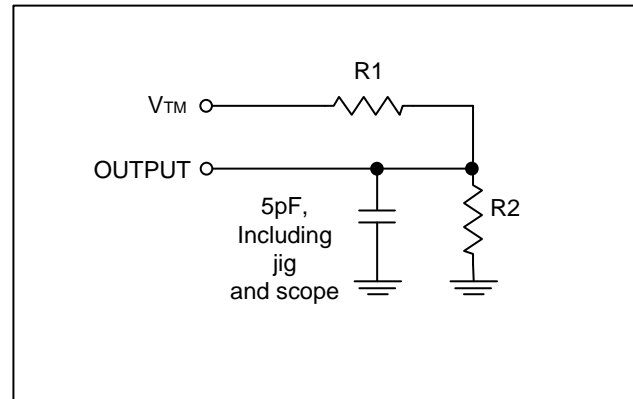 R1
VTM
OUTPUT
5pF,
Including
jig
and scope
R2